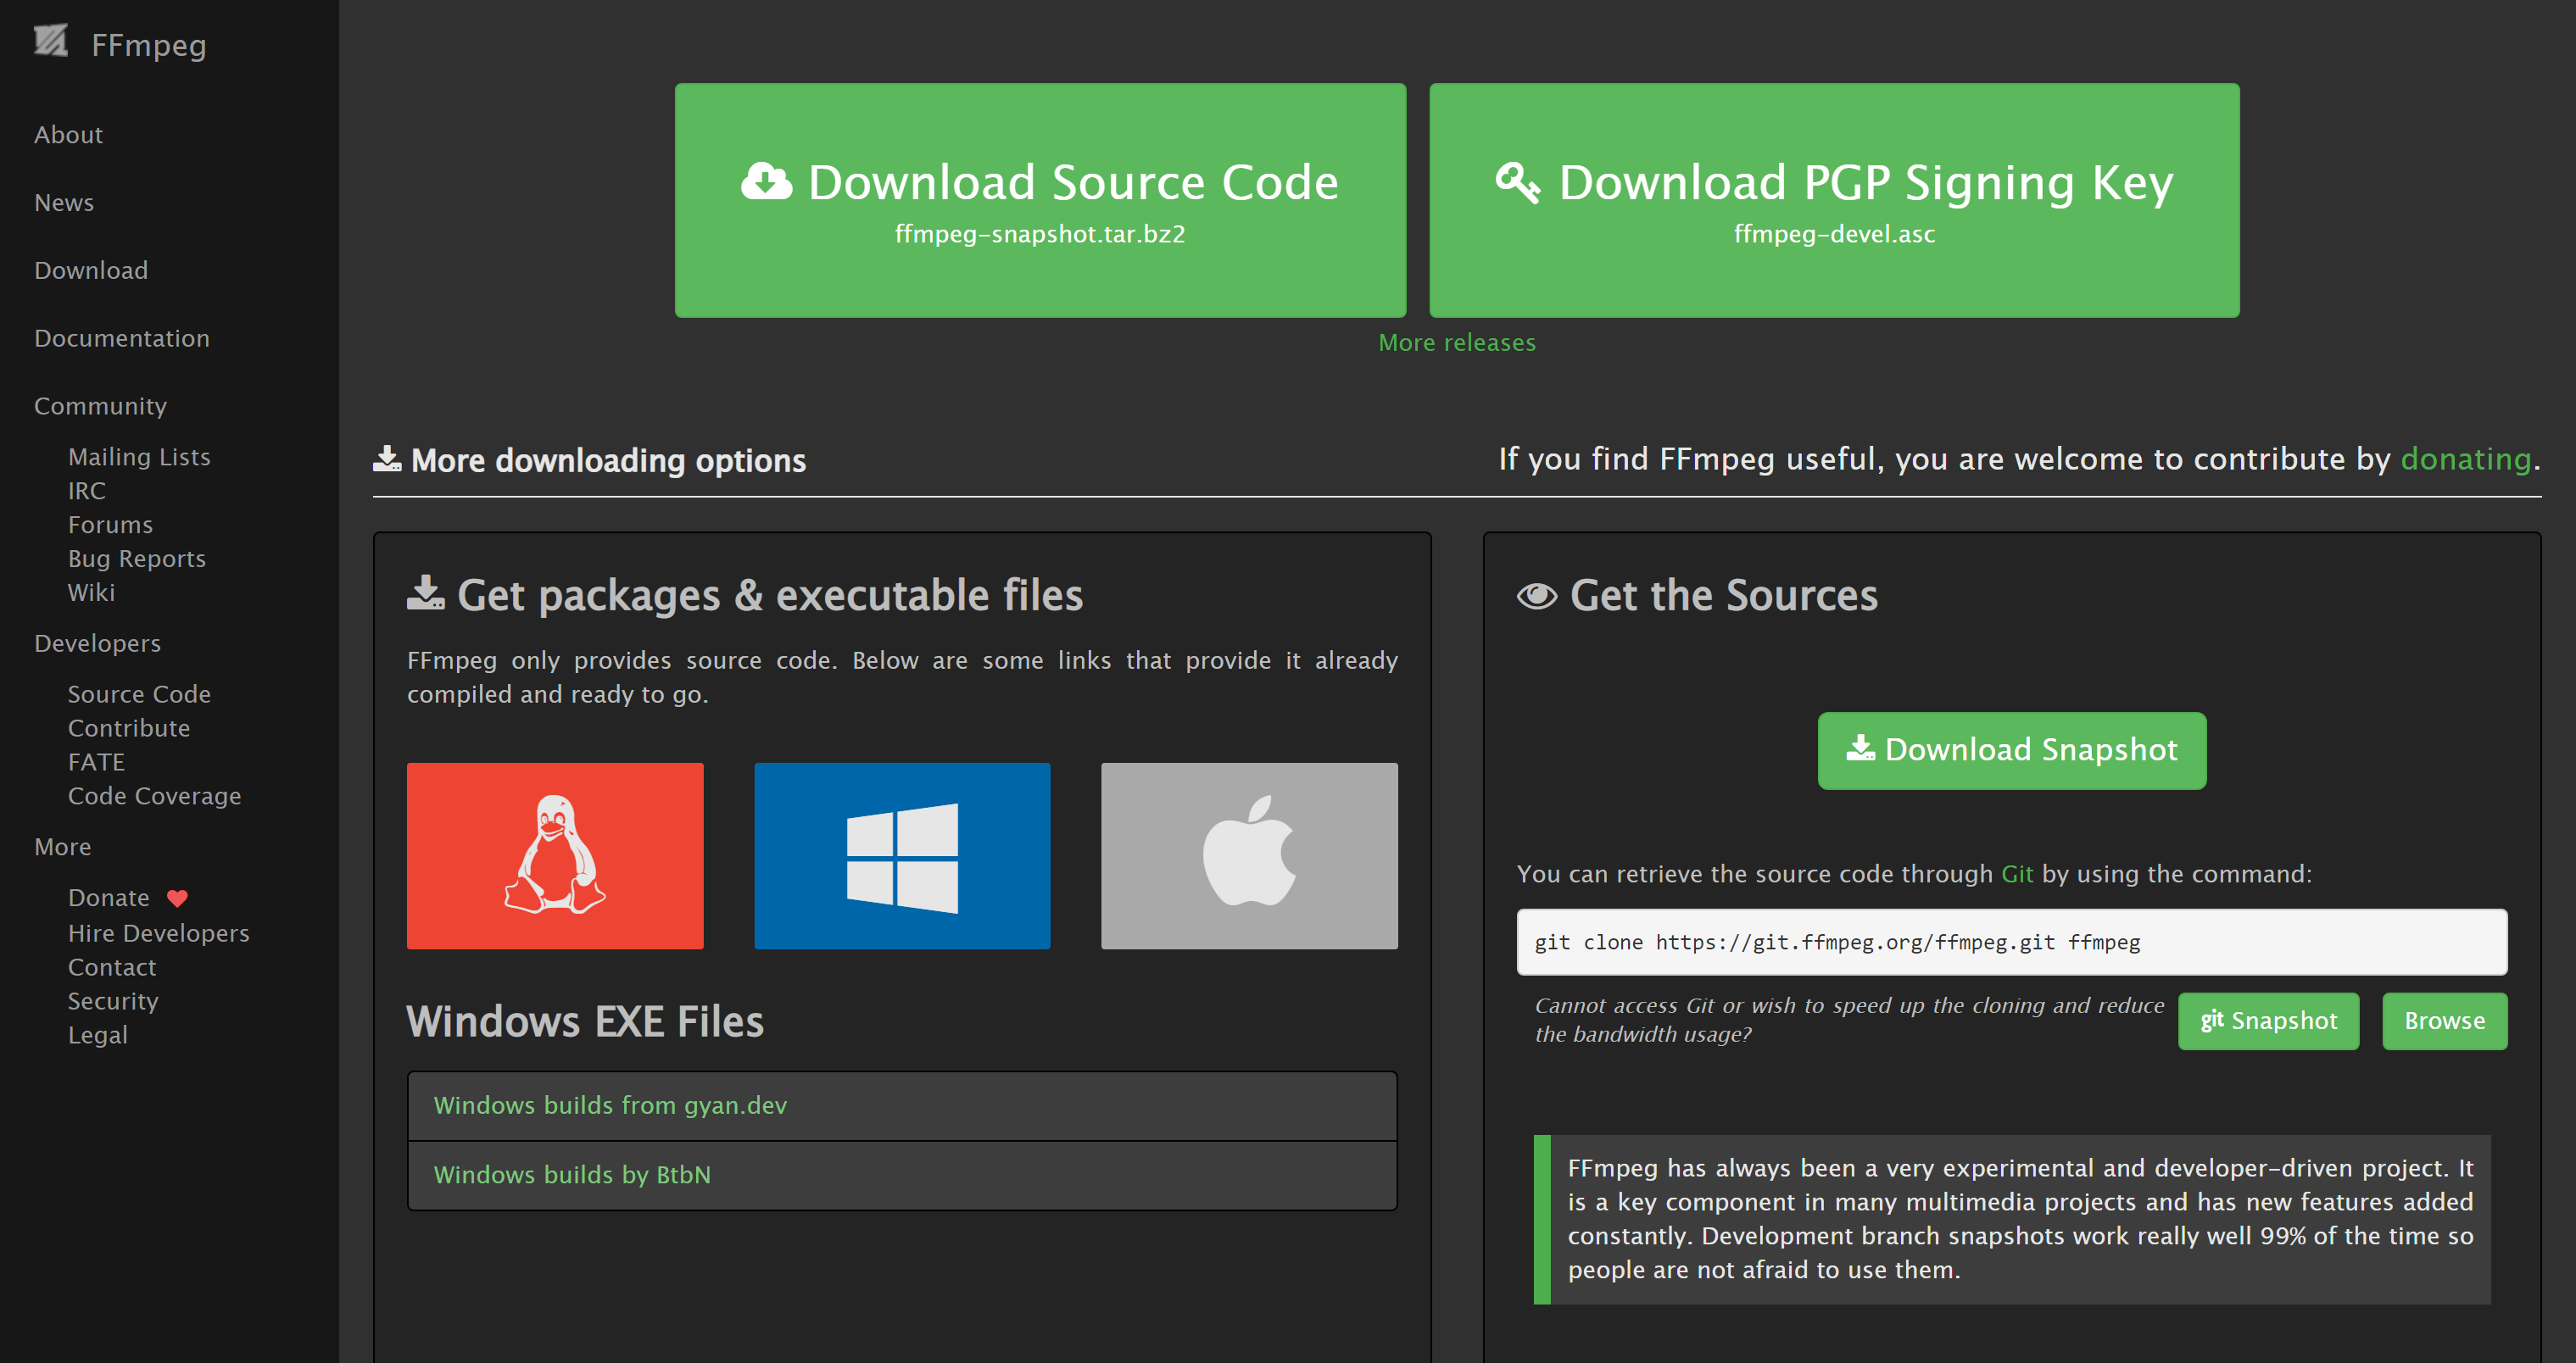 FFmpeg
About
News
Download
Documentation
Community
Mailing Lists
IRC
Forums
Bug Reports
Wiki
Developers
Source Code
Contribute
FATE
Code Coverage
More
Donate
Hire Developers
Contact
Security
Legal
Download Source Code
ffmpeg-snapshot.tar.bz2
Download PGP Signing Key
ffmpeg-devel.asc
More releases
More downloading options
If you find FFmpeg useful, you are welcome to contribute by donating.
Get packages & executable files
FFmpeg only provides source code. Below are some links that provide it already
compiled and ready to go.
Windows EXE Files
Windows builds from gyan.dev
Windows builds by BtbN
Get the Sources
Download Snapshot
You can retrieve the source code through Git by using the command:
git clone https://git.ffmpeg.org/ffmpeg.git ffmpeg
Cannot access Git or wish to speed up the cloning and reduce
the bandwidth usage?
git Snapshot
Browse
FFmpeg has always been a very experimental and developer-driven project. It
is a key component in many multimedia projects and has new features added
constantly. Development branch snapshots work really well 99% of the time so
people are not afraid to use them.